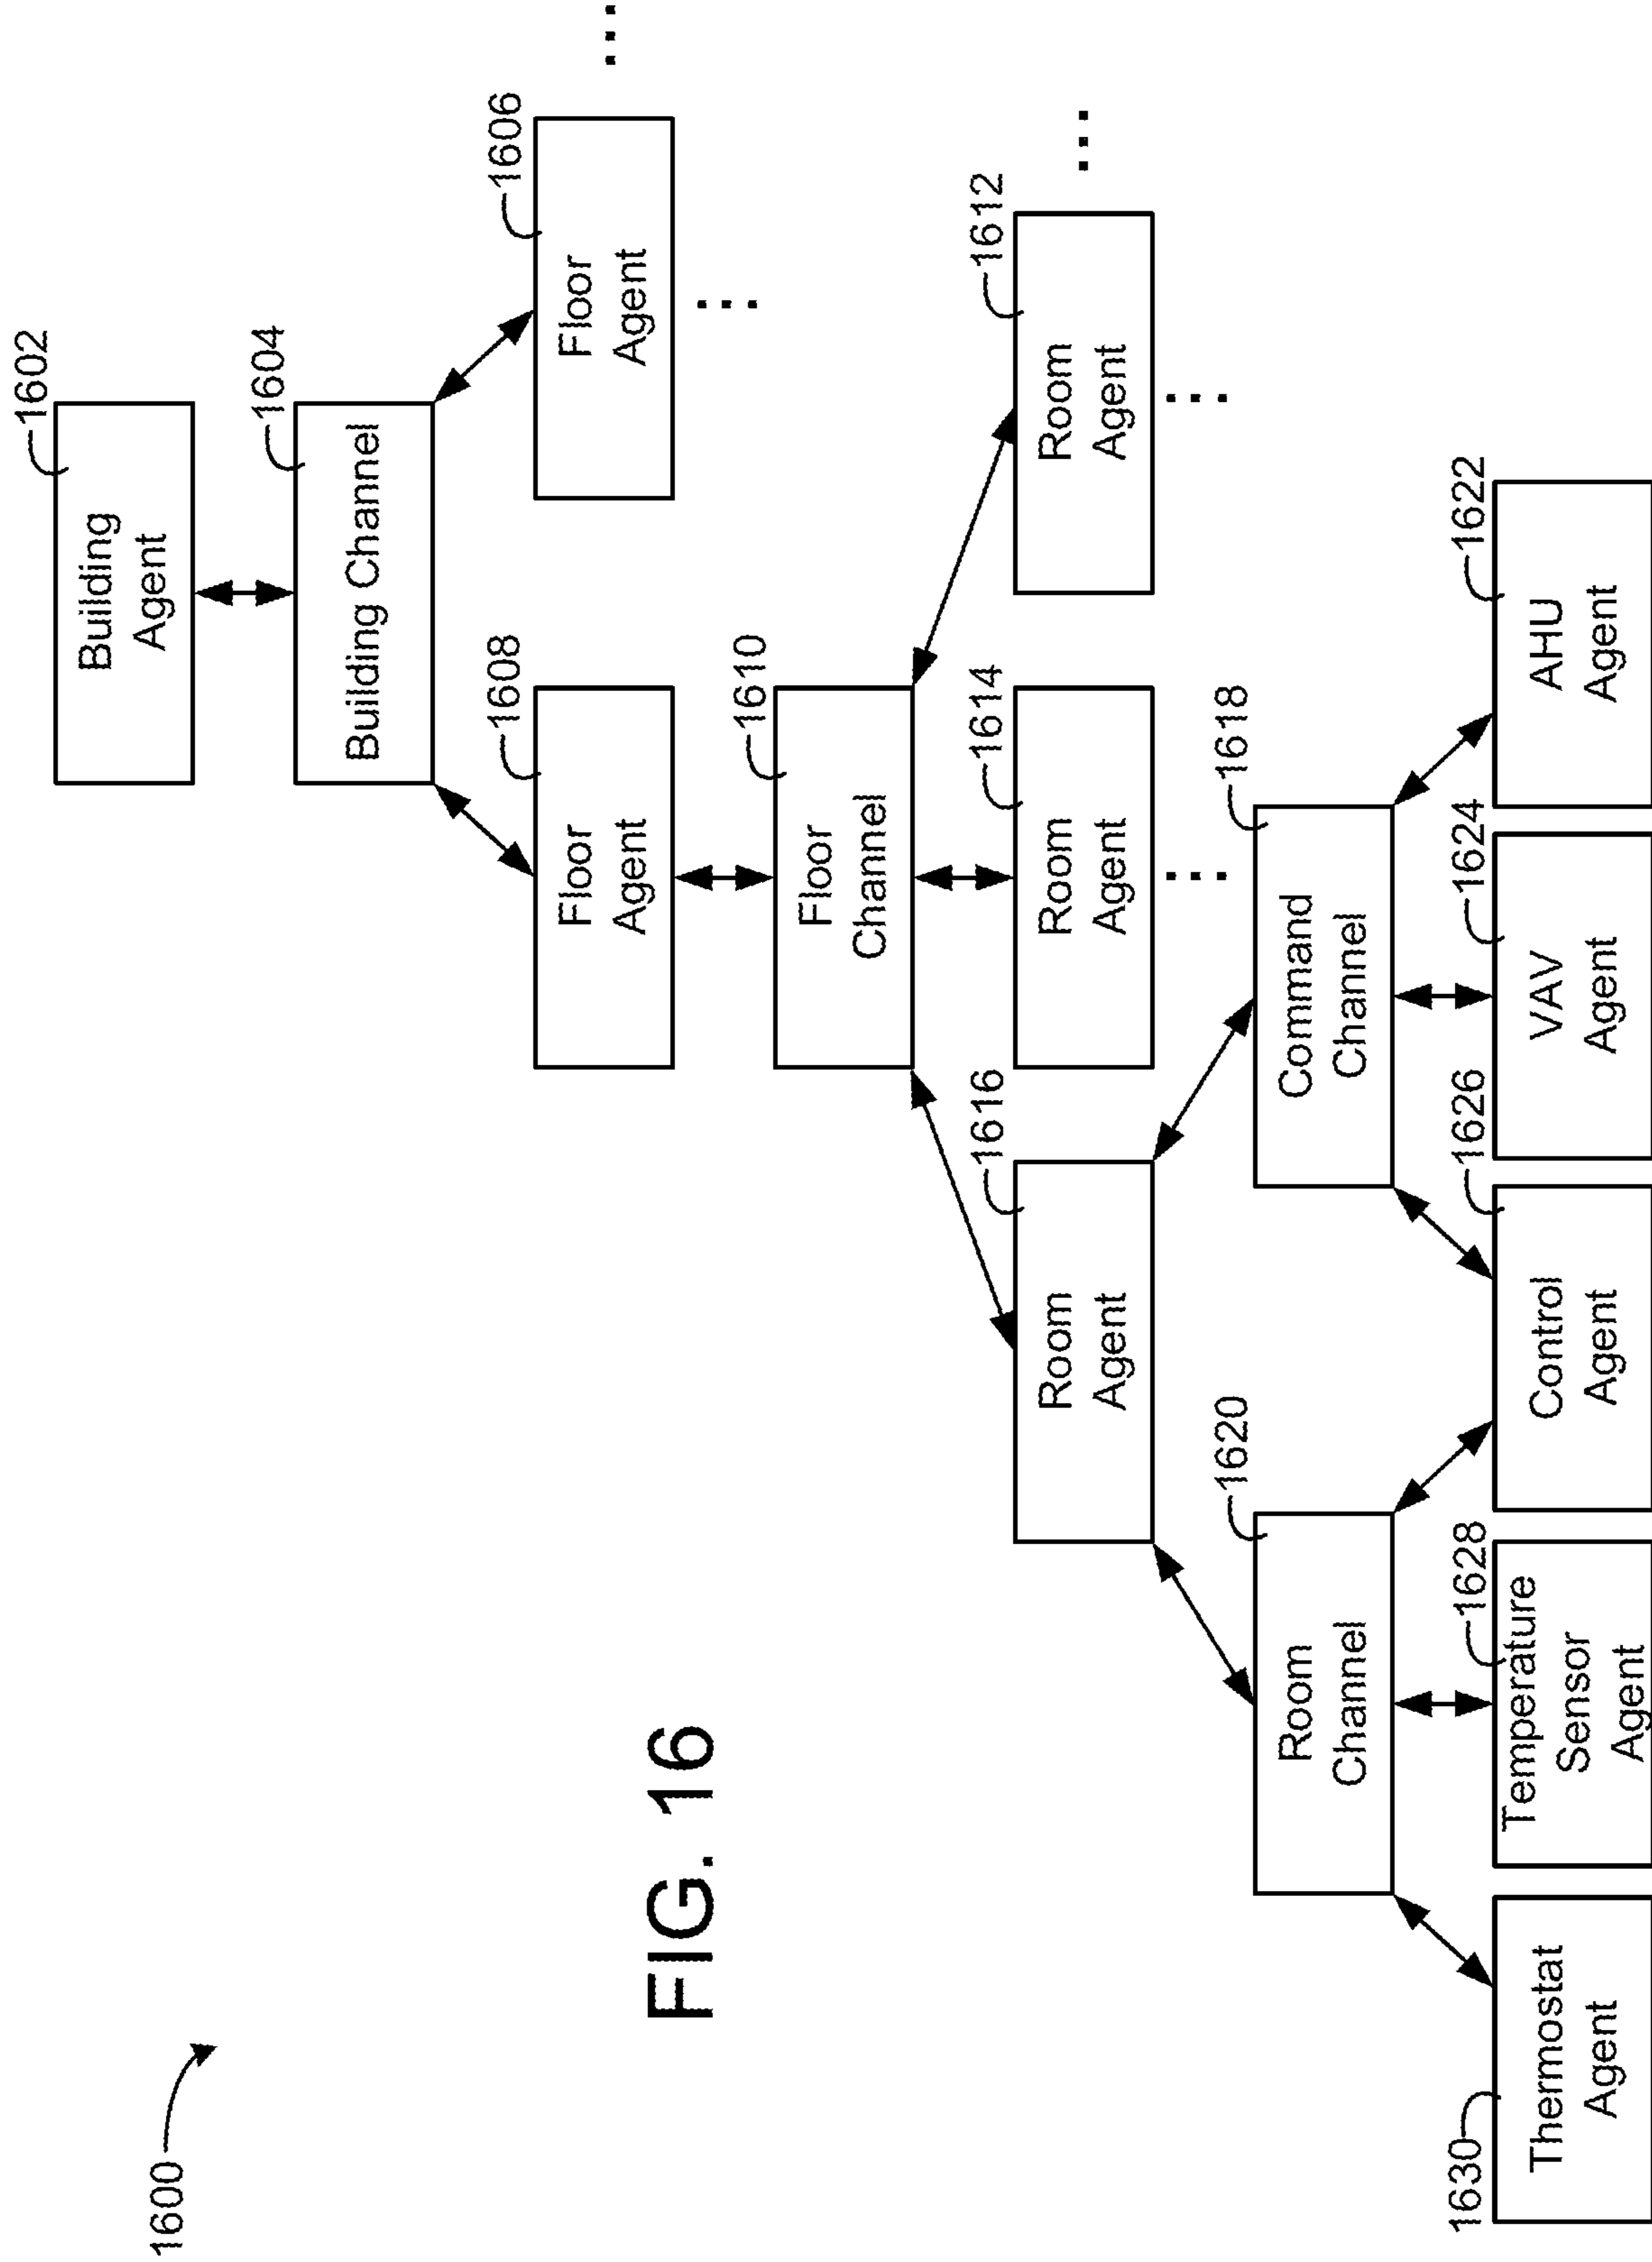 1600
FIG. 16
1602
Building
Agent
1604
Building Channel
1608
Floor
Agent
1606
Floor
Agent
...
...
1610
Floor
Channel
1616
Room
Agent
1614
Room
Agent
...
1612
Room
Agent
...
...
1620
Room
Channel
1618
Command
Channel
1630
Thermostat
Agent
1628
Temperature
Sensor
Agent
1626
Control
Agent
1624
VAV
Agent
1622
AHU
Agent